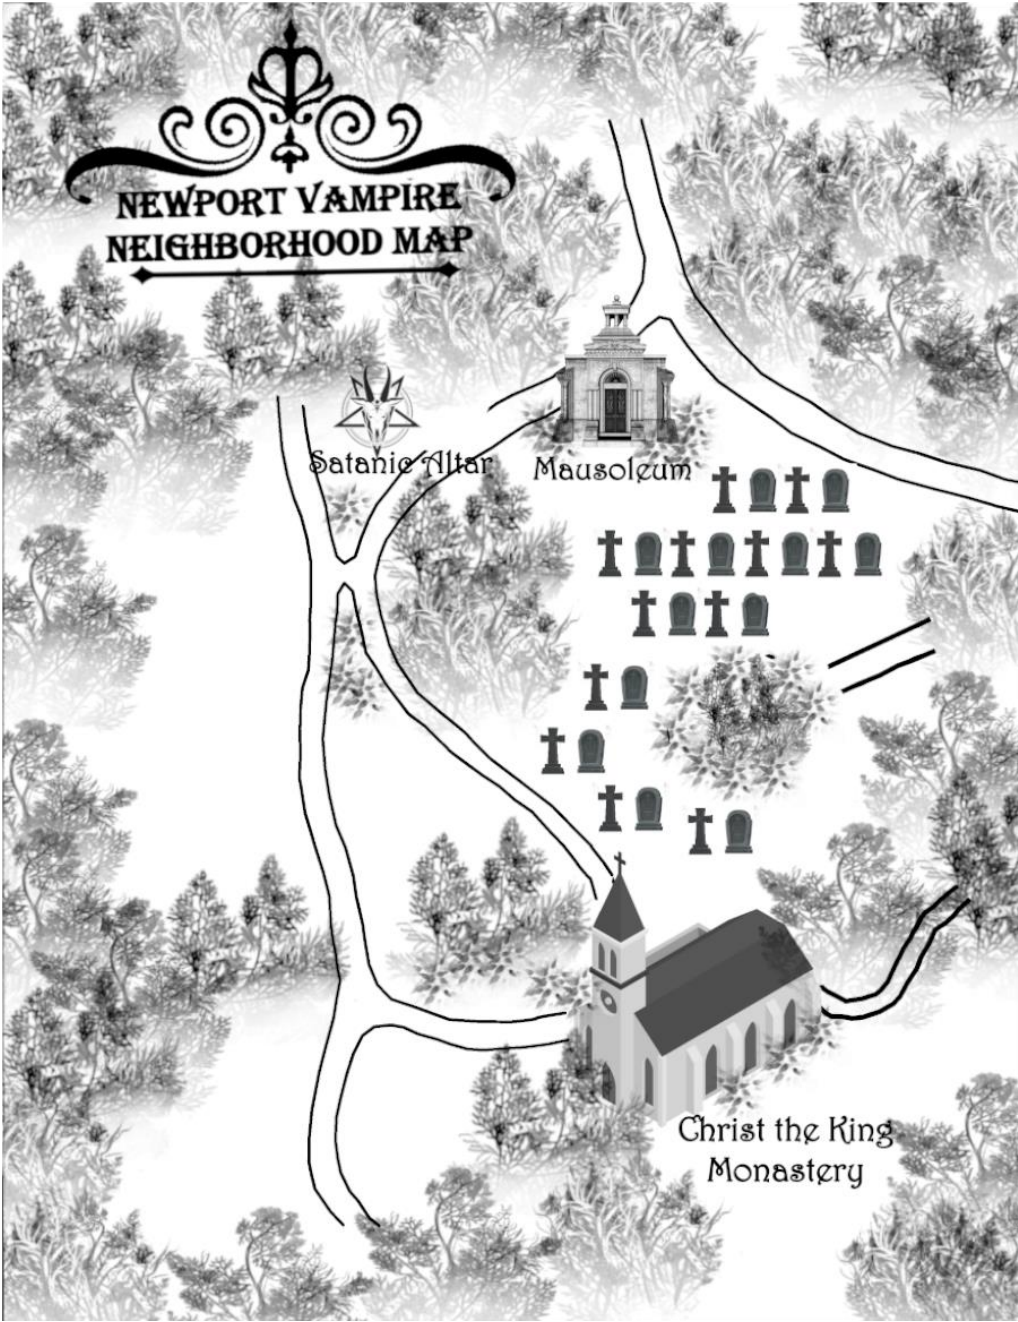 NEWPORT VAMPIRE
NEIGHBORHOOD MAP
Satanic Altar
Mausoleum
Christ the King
Monastery